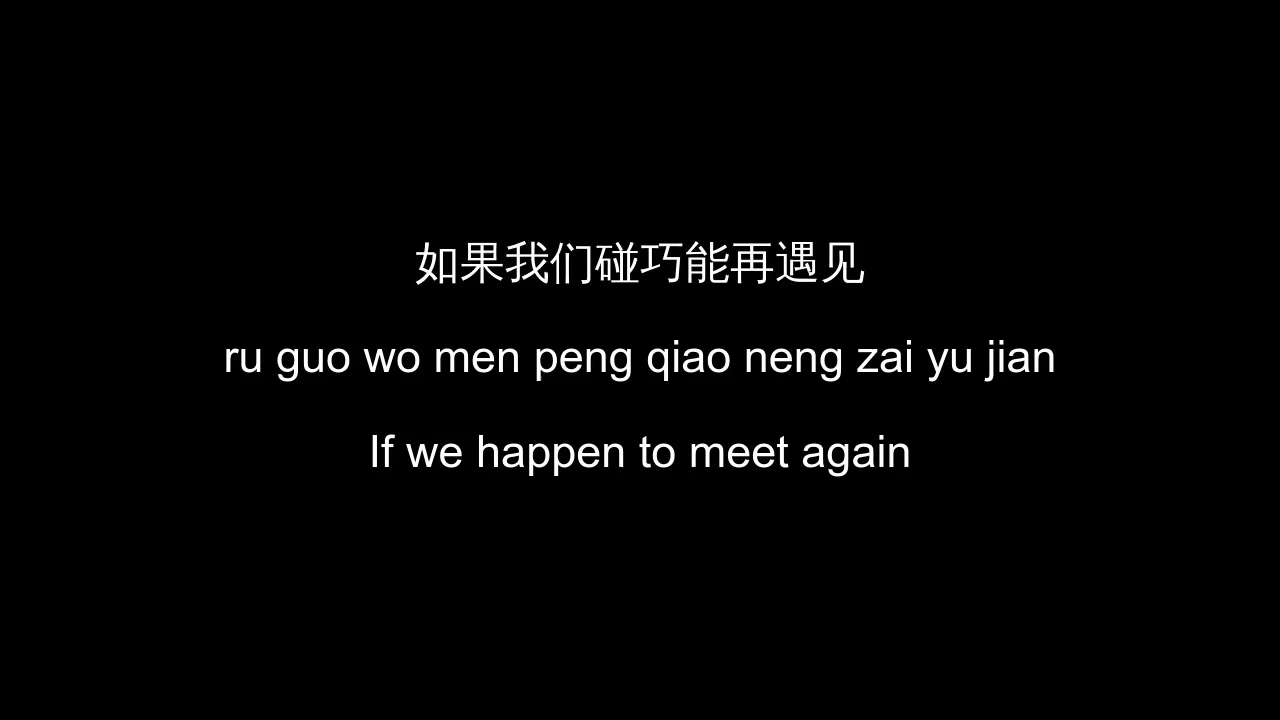 如果我们碰巧能再遇见
ru guo wo men peng qiao neng zai yu jian
If we happen to meet again